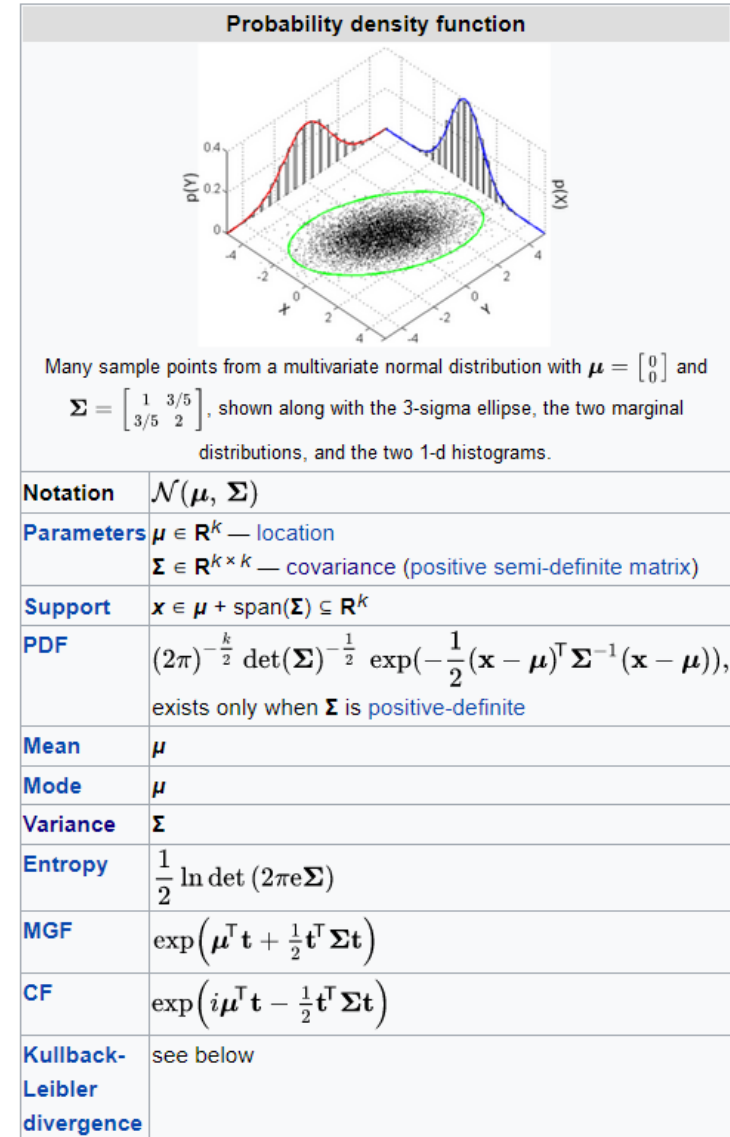 Probability density function
0.4
0.2
0
p(Y)
p(X)
-4
-2
0
2
4
X
-4
-2
0
2
4
Y
Many sample points from a multivariate normal distribution with μ = [0 0] and
Σ = [1 3/5 3/5 2], shown along with the 3-sigma ellipse, the two marginal
distributions, and the two 1-d histograms.
Notation 𝒩(μ, Σ)
Parameters μ ∈ R^k — location
Σ ∈ R^(k × k) — covariance (positive semi-definite matrix)
Support x ∈ μ + span(Σ) ⊆ R^k
PDF (2π)^(-k/2) det(Σ)^(-1/2) exp(-1/2 (x − μ)^T Σ^(-1) (x − μ)),
exists only when Σ is positive-definite
Mean μ
Mode μ
Variance Σ
Entropy 1/2 ln det (2πeΣ)
MGF exp(μ^T t + 1/2 t^T Σt)
CF exp(iμ^T t − 1/2 t^T Σt)
Kullback- see below
Leibler
divergence